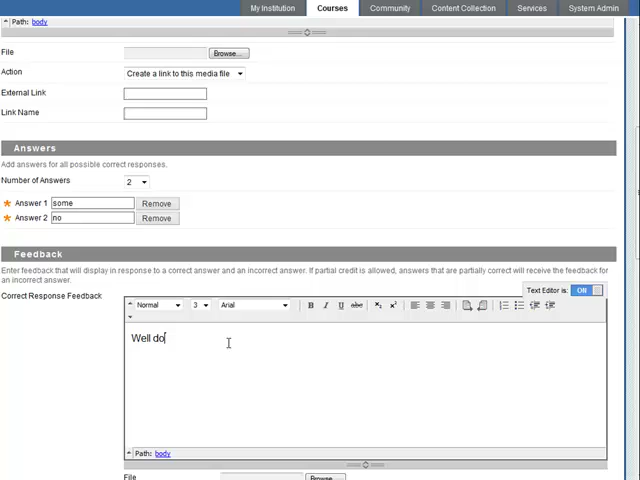 My Institution Courses Community Content Collection Services System Admin
Path: body
File Browse...
Action Create a link to this media file
External Link
Link Name
Answers
Add answers for all possible correct responses.
Number of Answers 2
Answer 1 some Remove
Answer 2 no Remove
Feedback
Enter feedback that will display in response to a correct answer and an incorrect answer. If partial credit is allowed, answers that are partially correct will receive the feedback for
an incorrect answer.
Correct Response Feedback
Text Editor is: ON
Normal 3 Arial B I U abc
Well do
Path: body
File Browse...